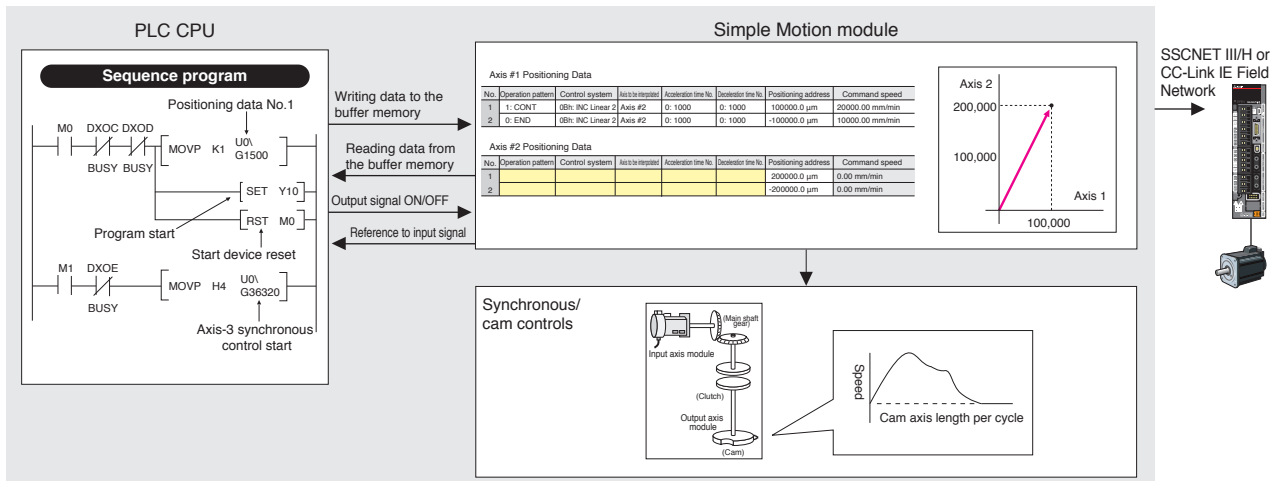 PLC CPU
Sequence program
Positioning data No.1
M0 DXOC DXOD
BUSY BUSY
MOVP K1 U0\
G1500
SET Y10
RST M0
Program start
Start device reset
M1 DXOE
BUSY
MOVP H4 U0\
G36320
Axis-3 synchronous
control start
Writing data to the
buffer memory
Reading data from
the buffer memory
Output signal ON/OFF
Reference to input signal
Simple Motion module
Axis #1 Positioning Data
No. Operation pattern Control system Axis to be interpolated Acceleration time No. Deceleration time No. Positioning address Command speed
1 1: CONT 0Bh: INC Linear 2 Axis #2 0: 1000 0: 1000 100000.0 µm 20000.00 mm/min
2 0: END 0Bh: INC Linear 2 Axis #2 0: 1000 0: 1000 -100000.0 µm 10000.00 mm/min
Axis #2 Positioning Data
No. Operation pattern Control system Axis to be interpolated Acceleration time No. Deceleration time No. Positioning address Command speed
1 200000.0 µm 0.00 mm/min
2 -200000.0 µm 0.00 mm/min
Axis 2
200,000
100,000
Axis 1
100,000
Synchronous/
cam controls
(Main shaft
gear)
Input axis module
(Clutch)
Output axis
module
(Cam)
Speed
Cam axis length per cycle
SSCNET III/H or
CC-Link IE Field
Network